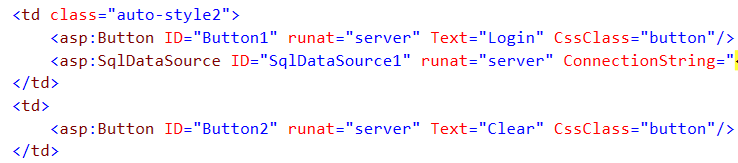 <td class="auto-style2">
<asp:Button ID="Button1" runat="server" Text="Login" CssClass="button"/>
<asp:SqlDataSource ID="SqlDataSource1" runat="server" ConnectionString="
</td>
<td>
<asp:Button ID="Button2" runat="server" Text="Clear" CssClass="button"/>
</td>